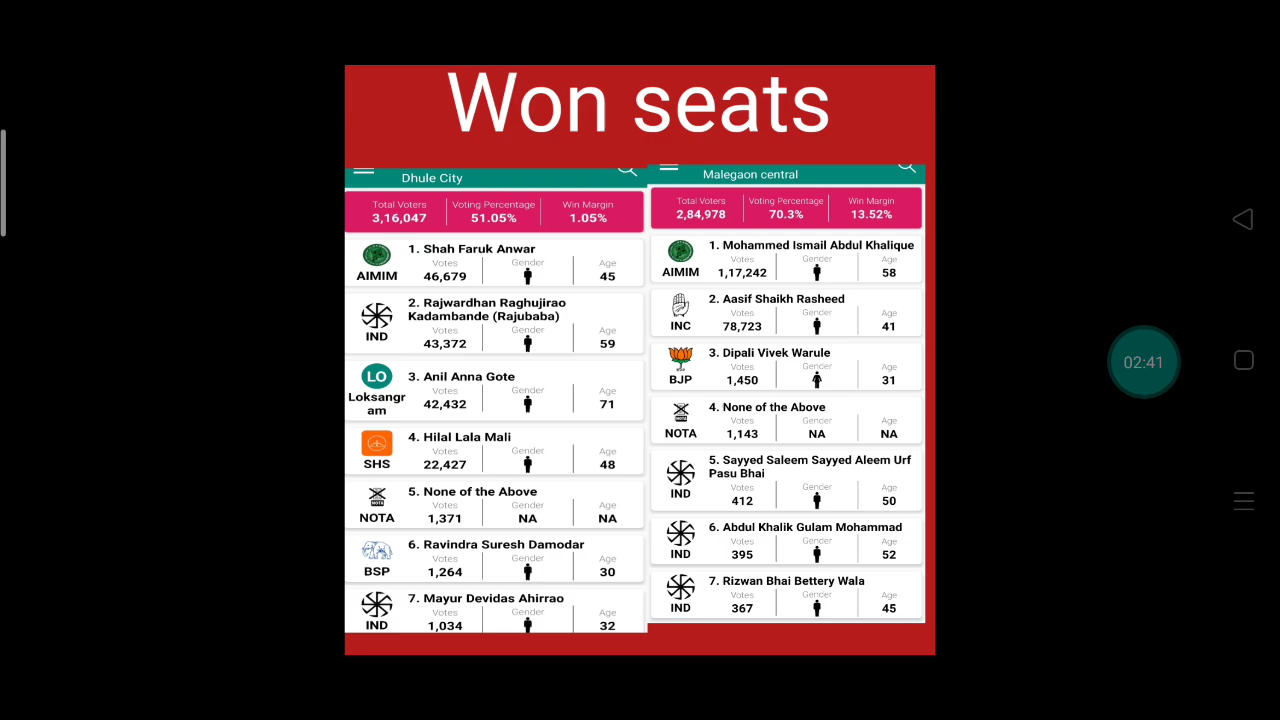 Won seats
Dhule City
Total Voters Voting Percentage Win Margin
3,16,047 51.05% 1.05%
1. Shah Faruk Anwar
Votes Gender Age
AIMIM 46,679 45
2. Rajwardhan Raghujirao
Kadambande (Rajubaba)
Votes Gender Age
IND 43,372 59
LO
3. Anil Anna Gote
Votes Gender Age
Loksangr
am
42,432 71
4. Hilal Lala Mali
Votes Gender Age
SHS 22,427 48
5. None of the Above
Votes Gender Age
NOTA 1,371 NA NA
6. Ravindra Suresh Damodar
Votes Gender Age
BSP 1,264 30
7. Mayur Devidas Ahirrao
Votes Gender Age
IND 1,034 32
Malegaon central
Total Voters Voting Percentage Win Margin
2,84,978 70.3% 13.52%
1. Mohammed Ismail Abdul Khalique
Votes Gender Age
AIMIM 1,17,242 58
2. Aasif Shaikh Rasheed
Votes Gender Age
INC 78,723 41
3. Dipali Vivek Warule
Votes Gender Age
BJP 1,450 31
4. None of the Above
Votes Gender Age
NOTA 1,143 NA NA
5. Sayyed Saleem Sayyed Aleem Urf
Pasu Bhai
Votes Gender Age
IND 412 50
6. Abdul Khalik Gulam Mohammad
Votes Gender Age
IND 395 52
7. Rizwan Bhai Bettery Wala
Votes Gender Age
IND 367 45
02:41